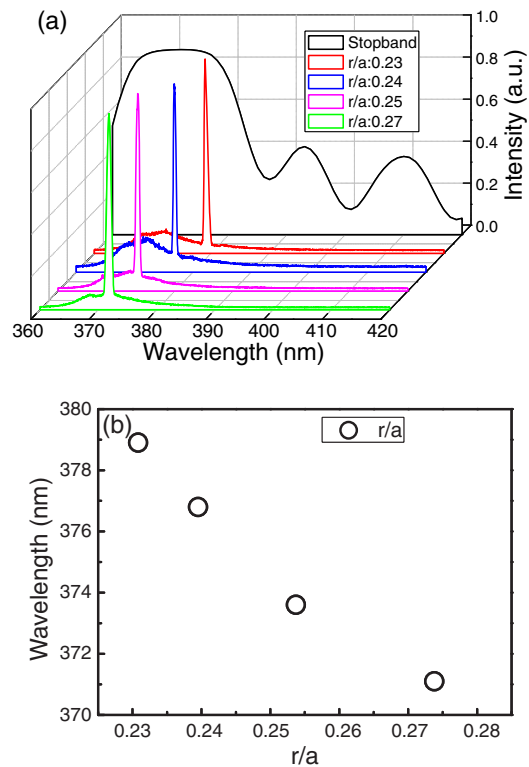 (a)
1.0
Stopband
r/a:0.23
r/a:0.24
r/a:0.25
r/a:0.27
0.8
0.6
0.4
0.2
0.0
Intensity (a.u.)
360 370 380 390 400 410 420
Wavelength (nm)
(b)
r/a
380
378
376
374
372
371
370
Wavelength (nm)
0.23 0.24 0.25 0.26 0.27 0.28
r/a